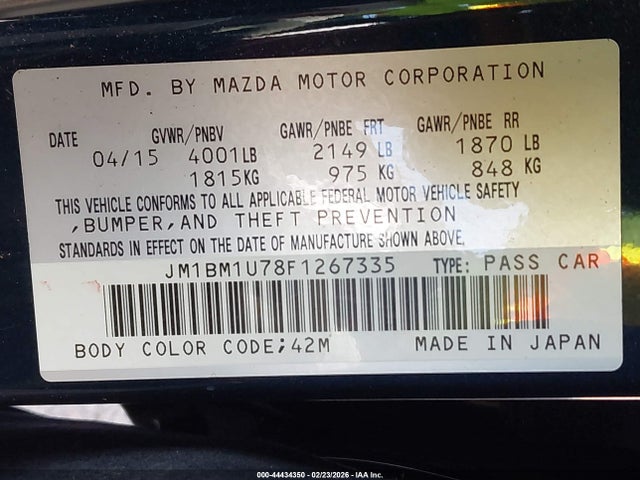 MFD. BY MAZDA MOTOR CORPORATION
DATE GVWR/PNBV GAWR/PNBE FRT GAWR/PNBE RR
04/15 4001LB 2149 LB 1870 LB
1815KG 975 KG 848 KG
THIS VEHICLE CONFORMS TO ALL APPLICABLE FEDERAL MOTOR VEHICLE SAFETY
,BUMPER,AND THEFT PREVENTION
STANDARDS IN EFFECT ON THE DATE OF MANUFACTURE SHOWN ABOVE.
JM1BM1U78F1267335 TYPE: PASS CAR
BODY COLOR CODE;42M MADE IN JAPAN
000-44434350 - 02/23/2026 - IAA Inc.